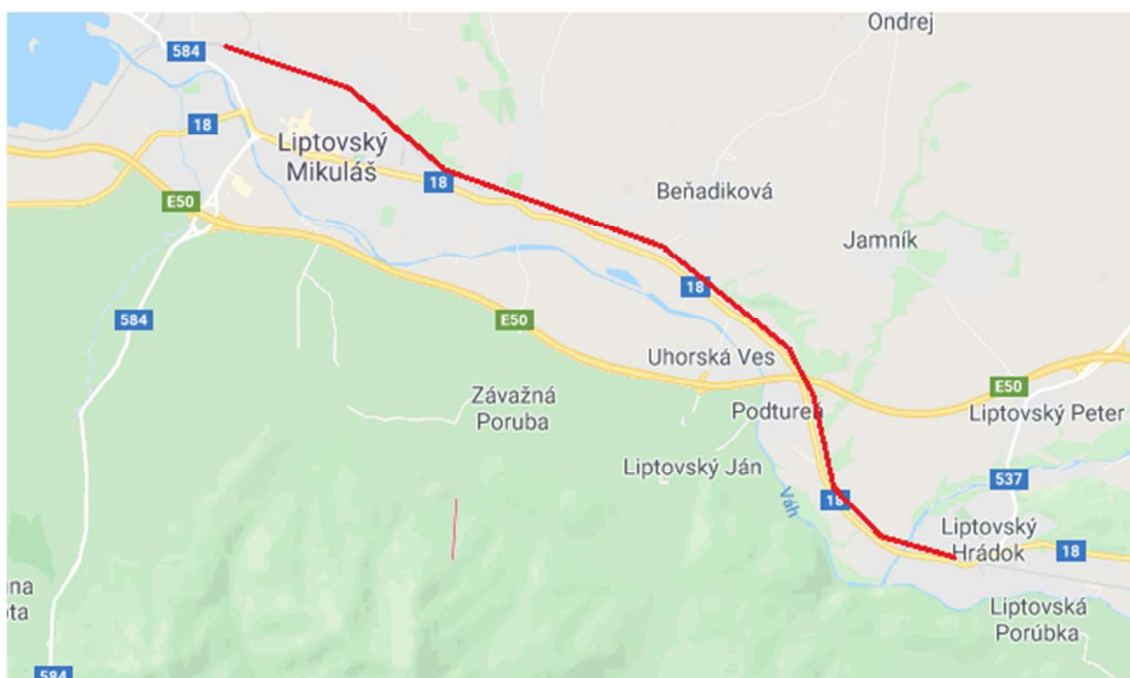 Ondrej
584
18
Liptovský
Mikuláš
18
Beňadiková
E50
Jamník
18
584
E50
Uhorská Ves
E50
Závažná
Poruba
Podtureň
Liptovský Peter
Liptovský Ján
537
18
Váh
Liptovský
Hrádok
18
Liptovská
Porúbka
584